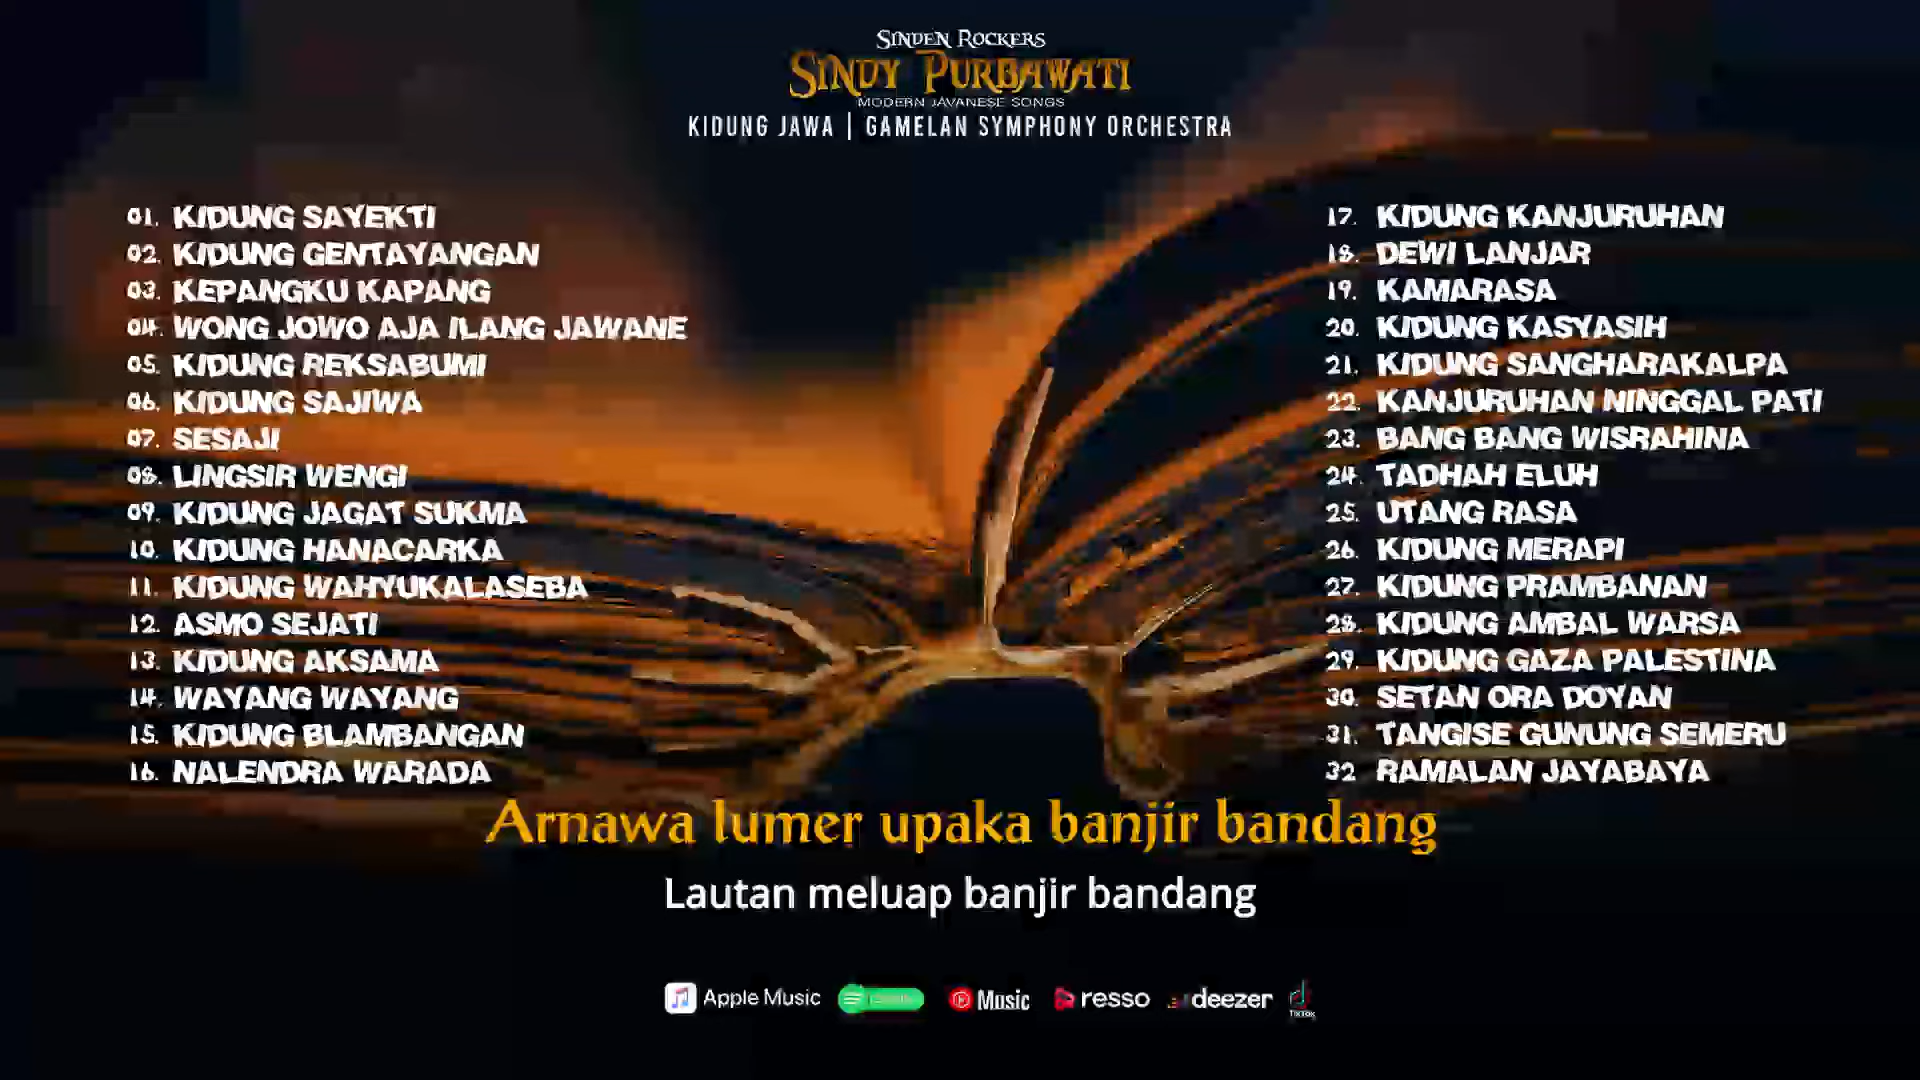 SINDEN ROCKERS
SINDY PURBAWATI
MODERN JAVANESE SONGS
KIDUNG JAWA | GAMELAN SYMPHONY ORCHESTRA
01. KIDUNG SAYEKTI
02. KIDUNG GENTAYANGAN
03. KEPANGKU KAPANG
04. WONG JOWO AJA ILANG JAWANE
05. KIDUNG REKSABUMI
06. KIDUNG SAJIWA
07. SESAJI
08. LINGSIR WENGI
09. KIDUNG JAGAT SUKMA
10. KIDUNG HANACARKA
11. KIDUNG WAHYUKALASEBA
12. ASMO SEJATI
13. KIDUNG AKSAMA
14. WAYANG WAYANG
15. KIDUNG BLAMBANGAN
16. NALENDRA WARADA
17. KIDUNG KANJURUHAN
18. DEWI LANJAR
19. KAMARASA
20. KIDUNG KASYASIH
21. KIDUNG SANGHARAKALPA
22. KANJURUHAN NINGGAL PATI
23. BANG BANG WISRAHINA
24. TADHAH ELUH
25. UTANG RASA
26. KIDUNG MERAPI
27. KIDUNG PRAMBANAN
28. KIDUNG AMBAL WARSA
29. KIDUNG GAZA PALESTINA
30. SETAN ORA DOYAN
31. TANGISE GUNUNG SEMERU
32 RAMALAN JAYABAYA
Arnawa lumer upaka banjir bandang
Lautan meluap banjir bandang
Apple Music
Music
resso
deezer
TIKTOK